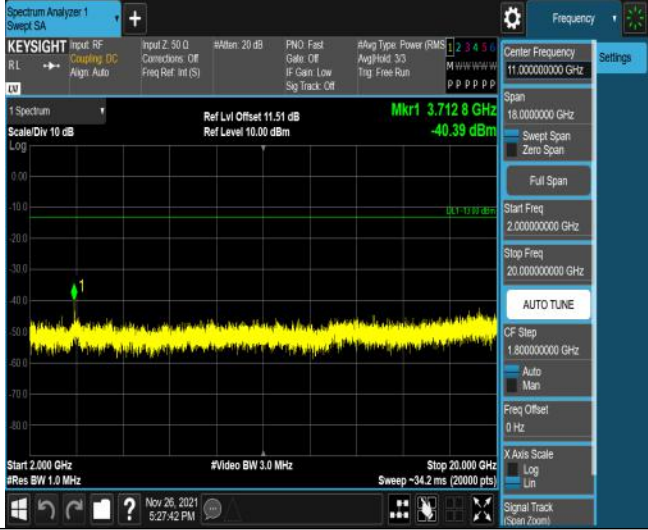 Spectrum Analyzer 1
Swept SA
+
Frequency
KEYSIGHT
RL
LV
Input: RF
Coupling: DC
Align: Auto
Input Z: 50 Ω
Corrections: Off
Freq Ref: Int (S)
#Atten: 20 dB
PNO: Fast
Gate: Off
IF Gain: Low
Sig Track: Off
#Avg Type: Power (RMS
Avg|Hold: 3/3
Trig: Free Run
1 2 3 4 5 6
M W W W W W
P P P P P P
1 Spectrum
Scale/Div 10 dB
Log
Ref Lvl Offset 11.51 dB
Ref Level 10.00 dBm
Mkr1 3.712 8 GHz
-40.39 dBm
0.00
-10.0
DL1 -13.00 dBm
-20.0
-30.0
1
-40.0
-50.0
-60.0
-70.0
-80.0
Start 2.000 GHz
#Res BW 1.0 MHz
#Video BW 3.0 MHz
Stop 20.000 GHz
Sweep ~34.2 ms (20000 pts)
?
Nov 26, 2021
5:27:42 PM
Center Frequency
11.000000000 GHz
Settings
Span
18.0000000 GHz
Swept Span
Zero Span
Full Span
Start Freq
2.000000000 GHz
Stop Freq
20.000000000 GHz
AUTO TUNE
CF Step
1.800000000 GHz
Auto
Man
Freq Offset
0 Hz
X Axis Scale
Log
Lin
Signal Track
(Span Zoom)